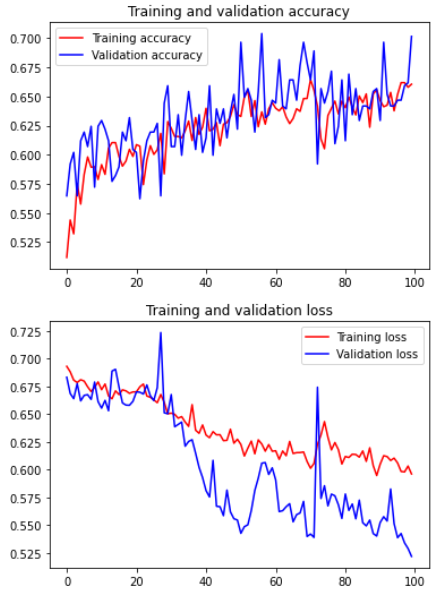 Training and validation accuracy
Training accuracy
Validation accuracy
0.700
0.675
0.650
0.625
0.600
0.575
0.550
0.525
0 20 40 60 80 100
Training and validation loss
Training loss
Validation loss
0.725
0.700
0.675
0.650
0.625
0.600
0.575
0.550
0.525
0 20 40 60 80 100